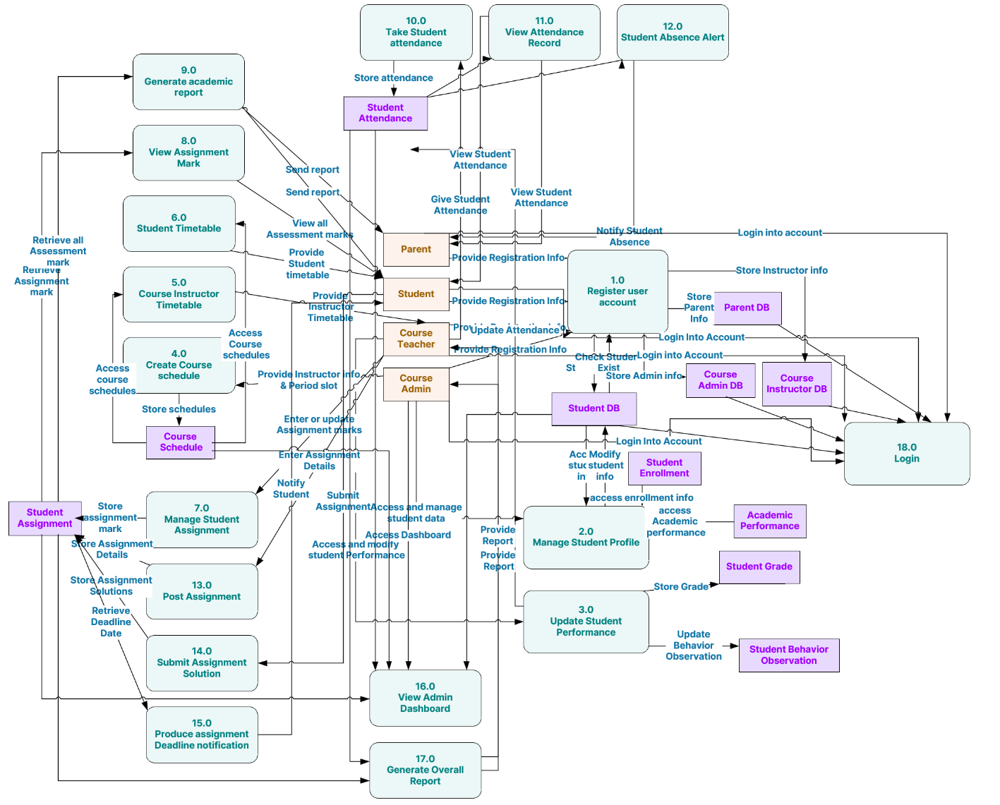 10.0
Take Student
attendance
11.0
View Attendance
Record
12.0
Student Absence Alert
9.0
Generate academic
report
Store attendance
Student
Attendance
8.0
View Assignment
Mark
View Student
Attendance
Send report
Send report
View Student
Attendance
Give Student
Attendance
6.0
Student Timetable
View all
Assessment marks
Notify Student
Absence
Login into account
Retrieve all
Assessment
mark
Retrieve
Assignment
mark
Parent
Provide Registration Info
Provide
Student
timetable
Store Instructor info
5.0
Course Instructor
Timetable
Student
Provide Registration Info
1.0
Register user
account
Provide
Instructor
Timetable
Store
Parent
Info
Parent DB
Course
Teacher
Update Attendance
Provide Registration Info
Login Into Account
Login into Account
Access
Course
schedules
4.0
Create Course
schedule
Access
course
schedules
Provide Instructor info
& Period slot
Course
Admin
Check Student
Exist
St
Store Admin info
Course
Admin DB
Course
Instructor DB
Store schedules
Student DB
Course
Schedule
Enter or update
Assignment marks
Login Into Account
18.0
Login
Enter Assignment
Details
Acc
stu
in
Modify
student
info
Student
Enrollment
Notify
Student
Submit
Assignment
Access and manage
student data
access enrollment info
Student
Assignment
Store
assignment
mark
7.0
Manage Student
Assignment
access
Academic
performance
Academic
Performance
Provide
Report
2.0
Manage Student Profile
Access Dashboard
Access and modify
student Performance
Store Assignment
Details
Provide
Report
Student Grade
Store Assignment
Solutions
13.0
Post Assignment
Store Grade
3.0
Update Student
Performance
Retrieve
Deadline
Date
Update
Behavior
Observation
Student Behavior
Observation
14.0
Submit Assignment
Solution
16.0
View Admin
Dashboard
15.0
Produce assignment
Deadline notification
17.0
Generate Overall
Report